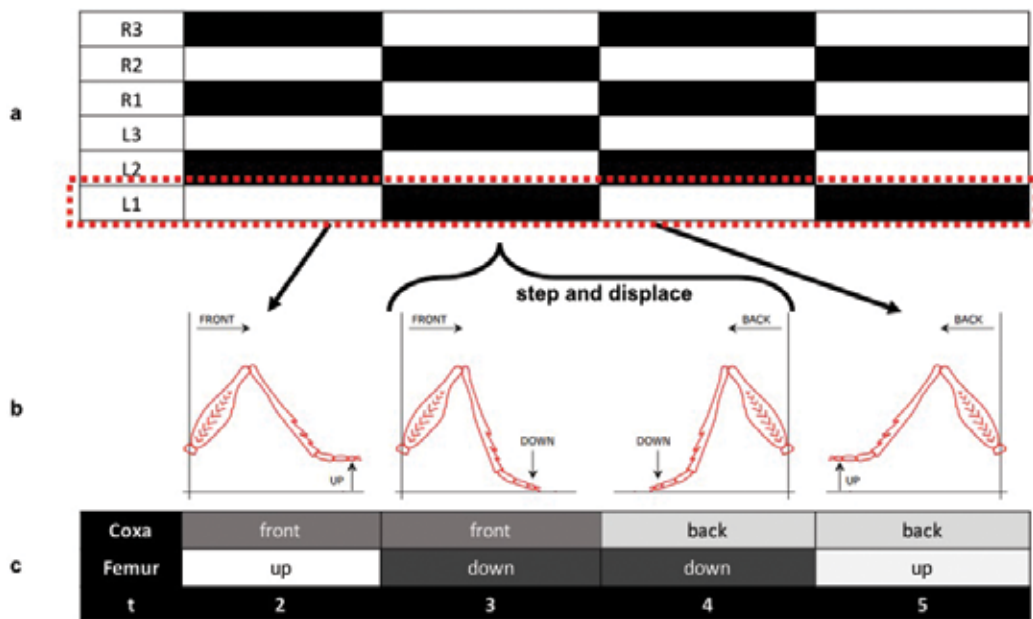 R3
R2
R1
a
L3
L2
L1
step and displace
FRONT
FRONT
BACK
BACK
b
DOWN
DOWN
UP
UP
Coxa front front back back
c
Femur up down down up
t 2 3 4 5